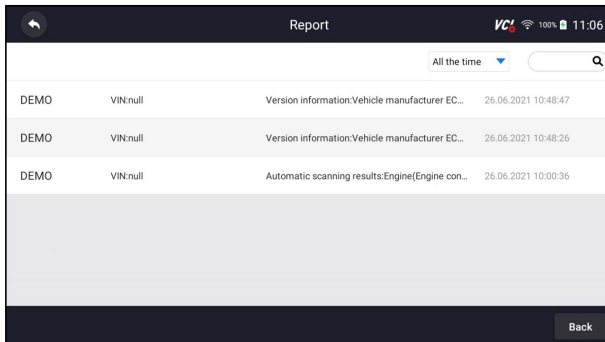 Report
VCI 100% 11:06
All the time
DEMO VIN:null Version information:Vehicle manufacturer EC... 26.06.2021 10:48:47
DEMO VIN:null Version information:Vehicle manufacturer EC... 26.06.2021 10:48:26
DEMO VIN:null Automatic scanning results:Engine(Engine con... 26.06.2021 10:00:36
Back